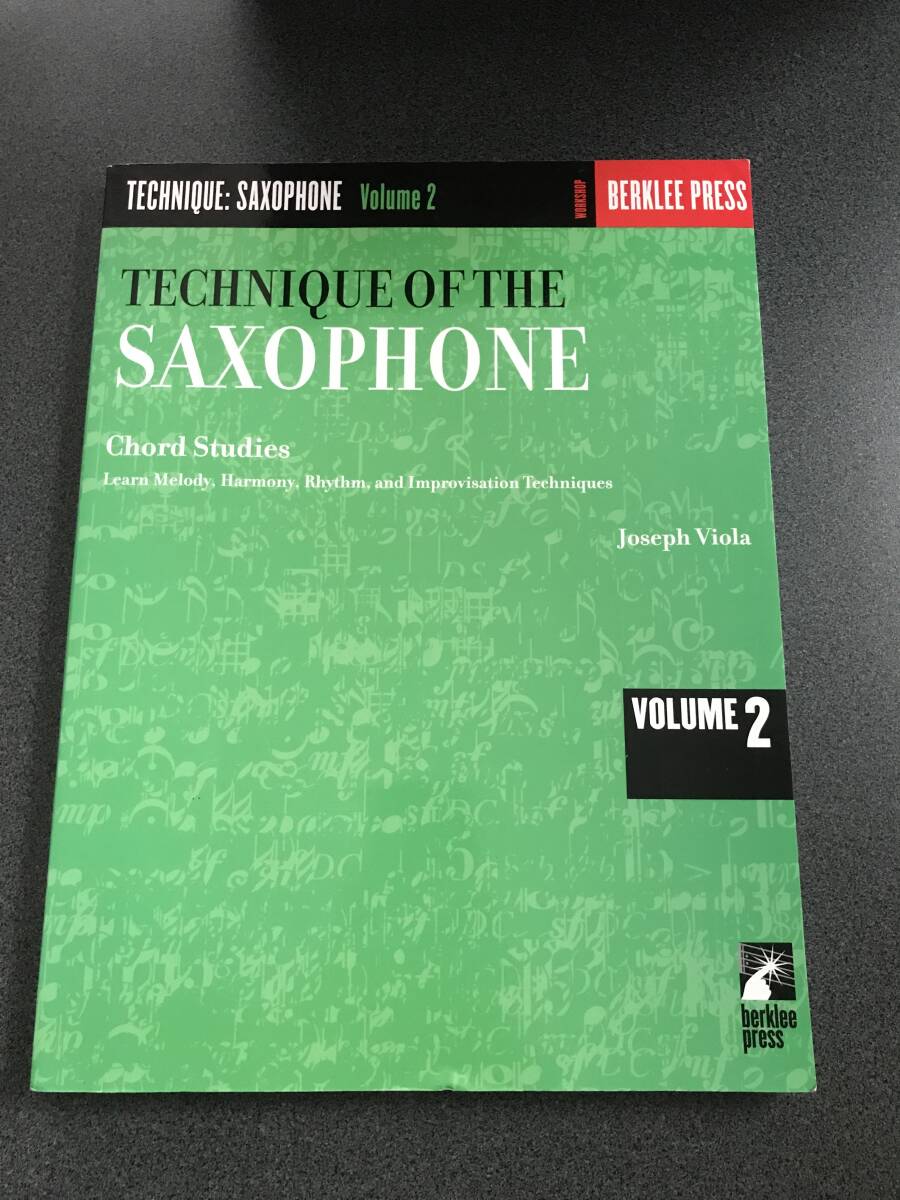 TECHNIQUE: SAXOPHONE Volume 2
WORKSHOP
BERKLEE PRESS
TECHNIQUE OF THE
SAXOPHONE
Chord Studies
Learn Melody, Harmony, Rhythm, and Improvisation Techniques
Joseph Viola
VOLUME 2
berklee
press